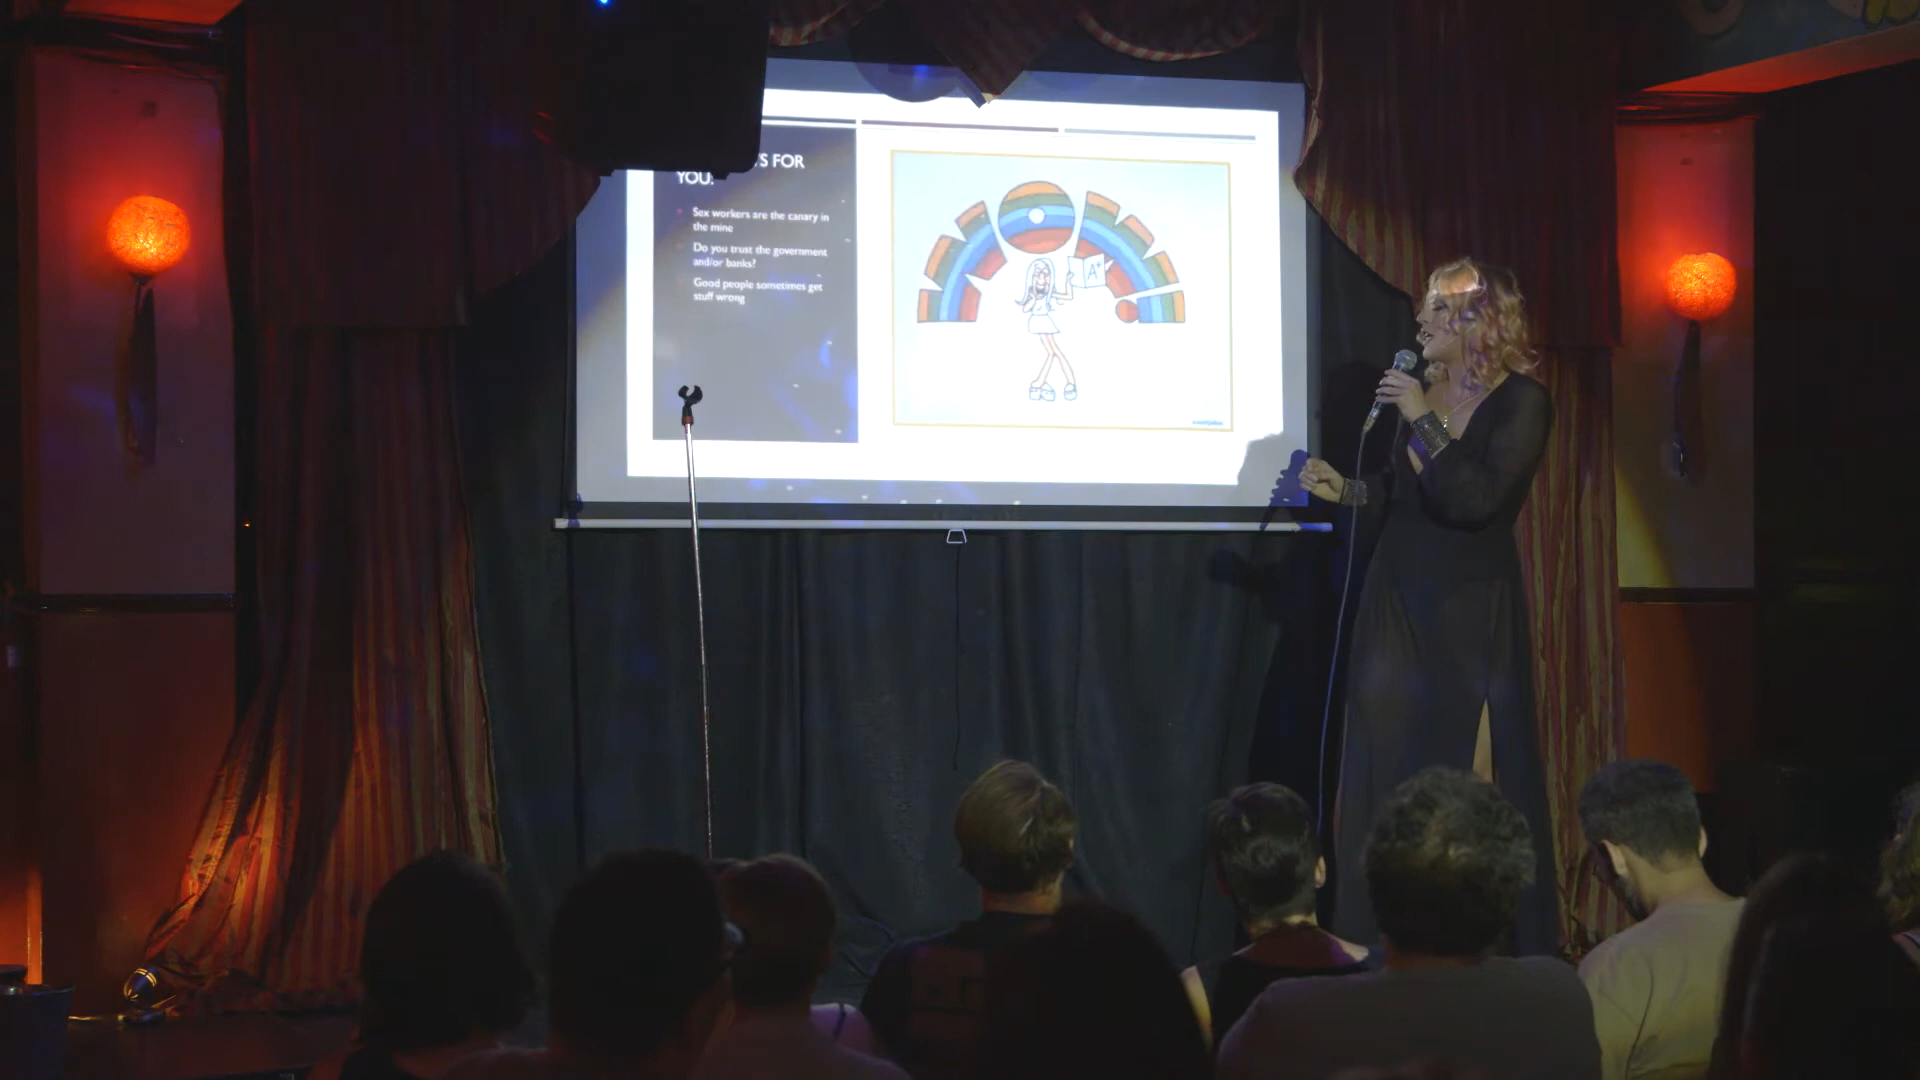 S FOR
YOU:
Sex workers are the canary in
the mine
Do you trust the government
and/or banks?
Good people sometimes get
stuff wrong
A+